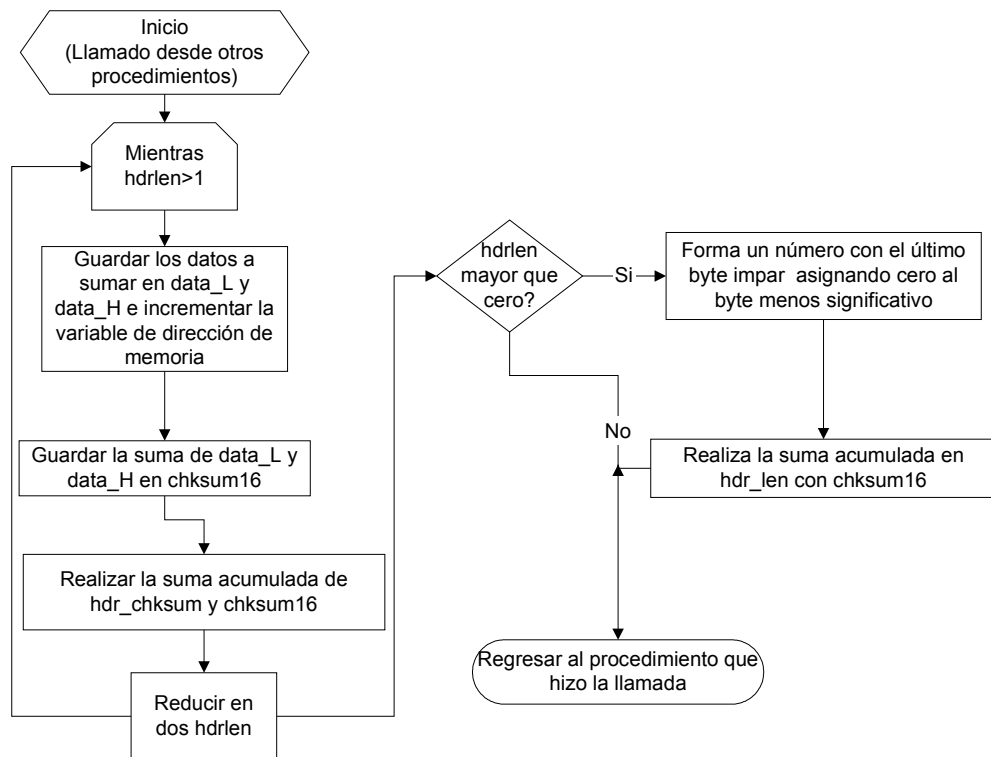 Inicio
(Llamado desde otros
procedimientos)
Mientras
hdrlen>1
Guardar los datos a
sumar en data_L y
data_H e incrementar la
variable de dirección de
memoria
Guardar la suma de data_L y
data_H en chksum16
Realizar la suma acumulada de
hdr_chksum y chksum16
Reducir en
dos hdrlen
hdrlen
mayor que
cero?
Si
Forma un número con el último
byte impar  asignando cero al
byte menos significativo
No
Realiza la suma acumulada en
hdr_len con chksum16
Regresar al procedimiento que
hizo la llamada